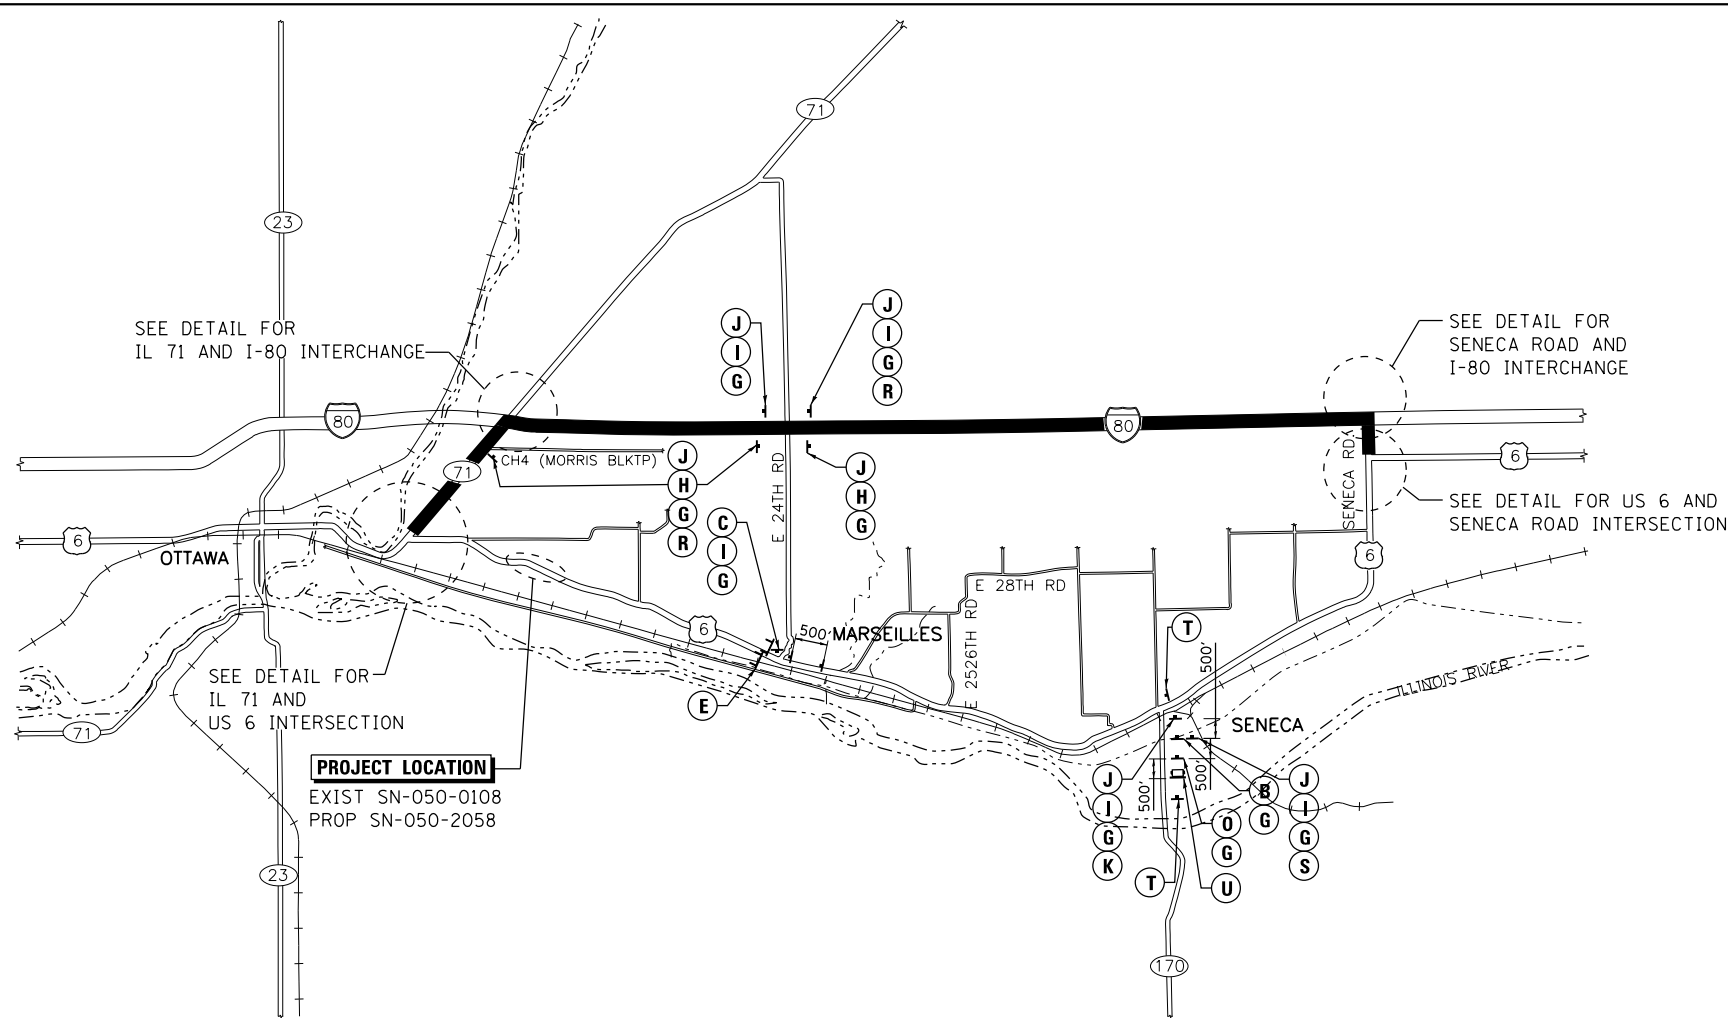 71
23
SEE DETAIL FOR
IL 71 AND I-80 INTERCHANGE
J
I
G
J
I
G
R
SEE DETAIL FOR
SENECA ROAD AND
I-80 INTERCHANGE
80
80
CH4 (MORRIS BLKTP)
71
J
H
G
R
E 24TH RD
J
H
G
SENECA RD
6
SEE DETAIL FOR US 6 AND
SENECA ROAD INTERSECTION
6
OTTAWA
C
I
G
6
E 28TH RD
E 2526TH RD
6
500'
MARSEILLES
T
500'
SEE DETAIL FOR
IL 71 AND
US 6 INTERSECTION
E
ILLINOIS RIVER
SENECA
71
PROJECT LOCATION
EXIST SN-050-0108
PROP SN-050-2058
J
I
G
K
500'
500'
B
G
J
I
G
S
O
G
T
U
23
170